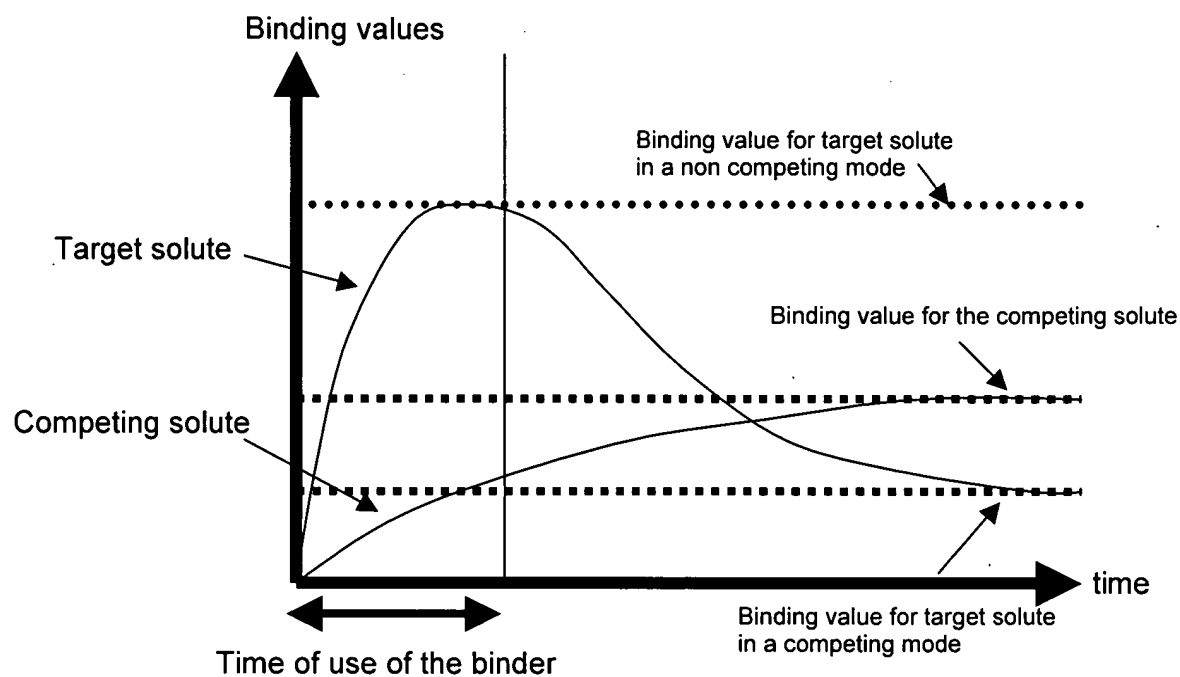 Binding values
Binding value for target solute
in a non competing mode
Target solute
Binding value for the competing solute
Competing solute
time
Binding value for target solute
in a competing mode
Time of use of the binder